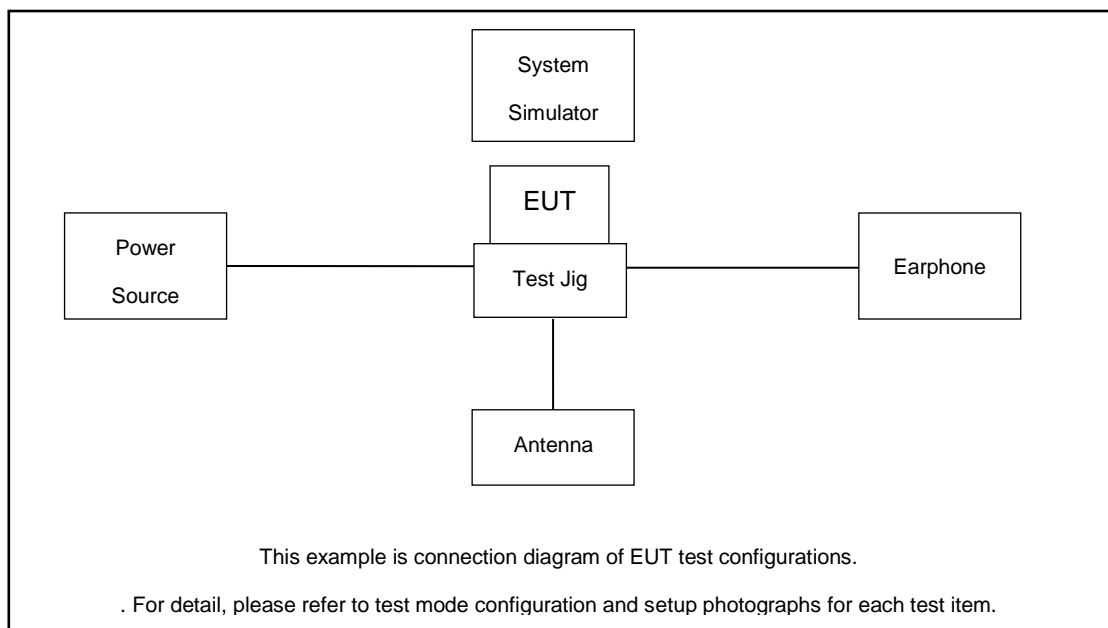 System
Simulator
EUT
Power
Source
Test Jig
Earphone
Antenna
This example is connection diagram of EUT test configurations.
. For detail, please refer to test mode configuration and setup photographs for each test item.